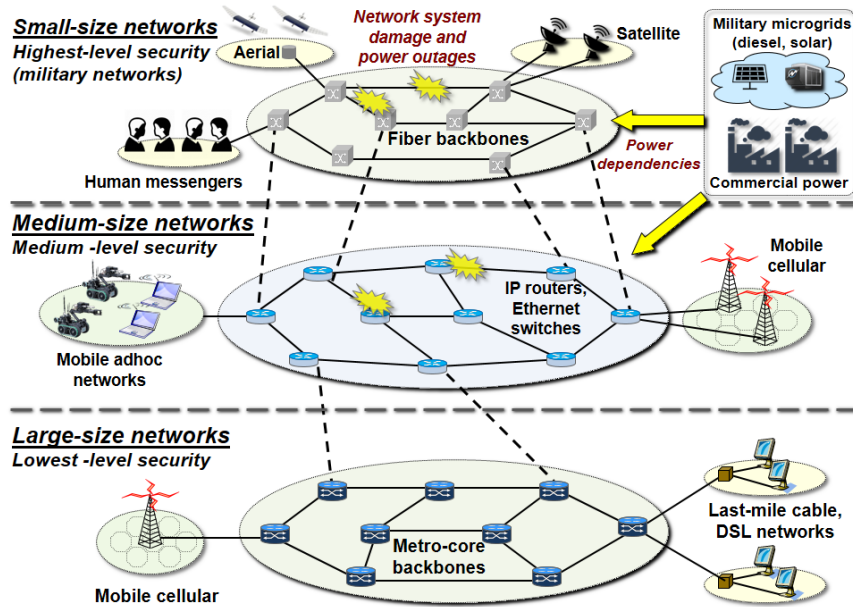 Small-size networks
Highest-level security
(military networks)
Aerial
Network system
damage and
power outages
Satellite
Military microgrids
(diesel, solar)
Fiber backbones
Power
dependencies
Commercial power
Human messengers
Medium-size networks
Medium -level security
Mobile
cellular
IP routers,
Ethernet
switches
Mobile adhoc
networks
Large-size networks
Lowest -level security
Last-mile cable,
DSL networks
Metro-core
backbones
Mobile cellular